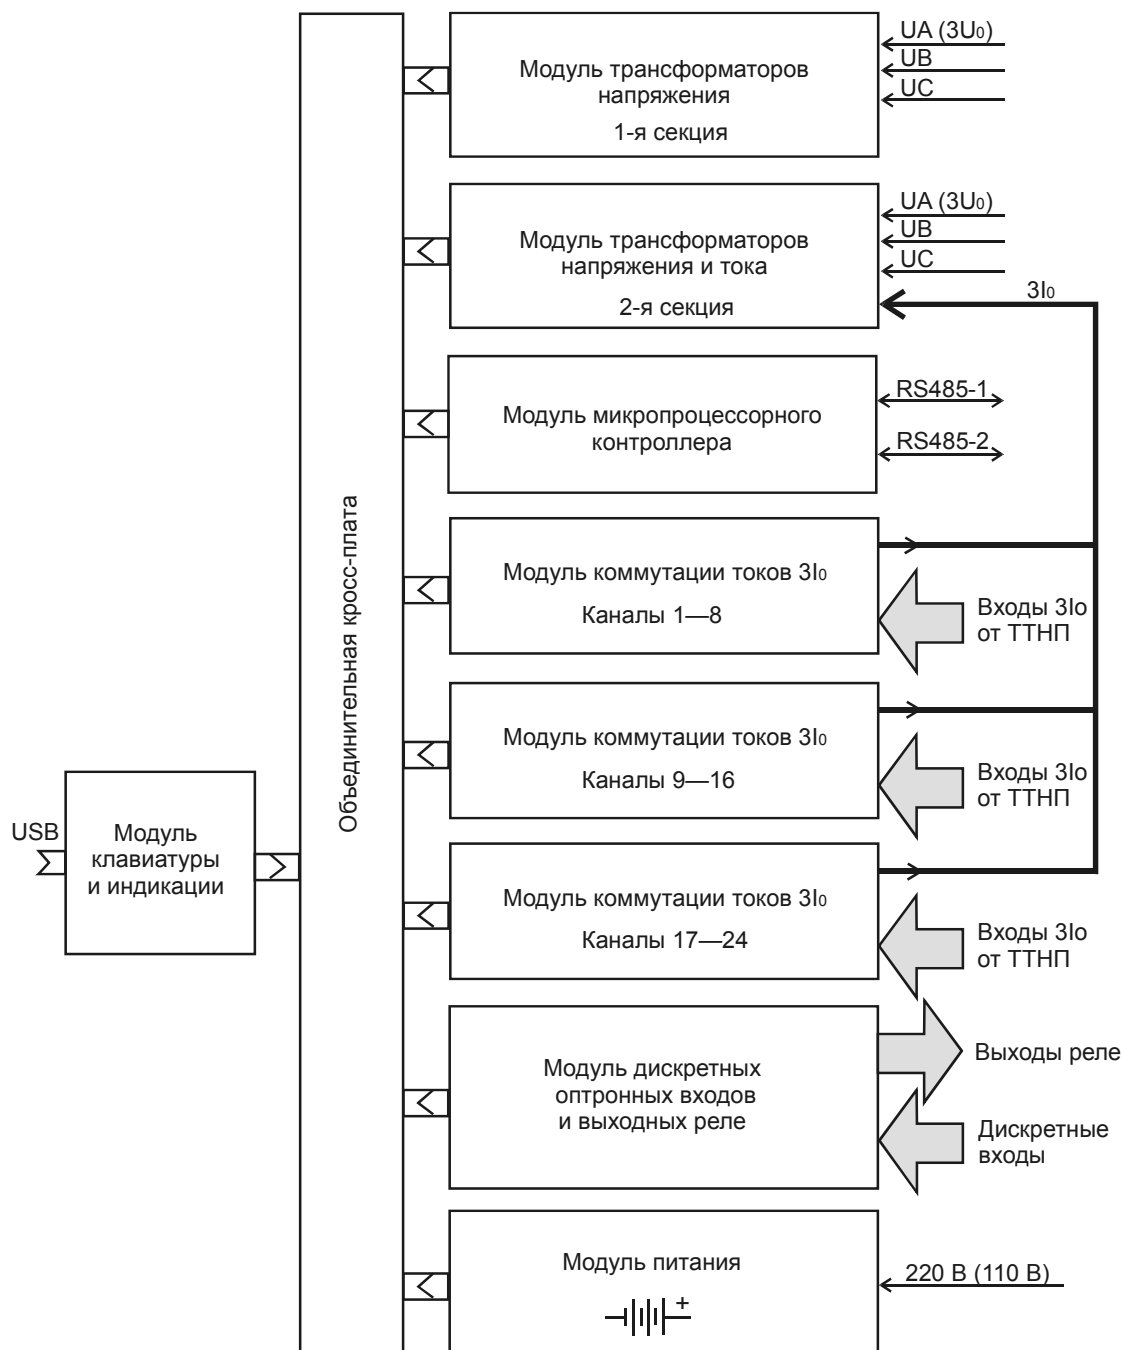 Модуль трансформаторов
напряжения
1-я секция
UA (3U0)
UB
UC
Модуль трансформаторов
напряжения и тока
2-я секция
UA (3U0)
UB
UC
3I0
Модуль микропроцессорного
контроллера
RS485-1
RS485-2
Объединительная кросс-плата
Модуль коммутации токов 3I0
Каналы 1—8
Входы 3Io
от ТТНП
Модуль коммутации токов 3I0
Каналы 9—16
Входы 3Io
от ТТНП
USB
Модуль
клавиатуры
и индикации
Модуль коммутации токов 3I0
Каналы 17—24
Входы 3Io
от ТТНП
Модуль дискретных
оптронных входов
и выходных реле
Выходы реле
Дискретные
входы
Модуль питания
+
220 В (110 В)